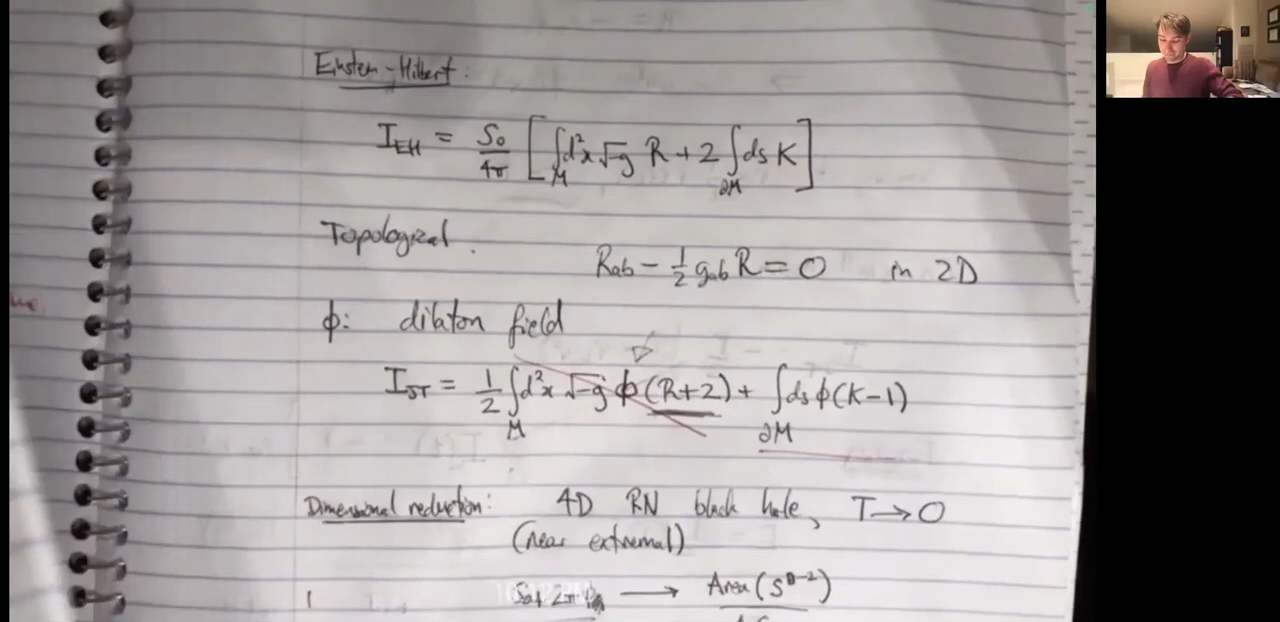 Einstein-Hilbert:
I_EH = S₀/4π [∫_M d²x √-g R + 2 ∫_∂M ds K]
Topological.
R_ab - 1/2 g_ab R = 0 in 2D
φ: dilaton field
I_JT = 1/2 ∫_M d²x √-g φ (R+2) + ∫_∂M ds φ(K-1)
Dimensional reduction: 4D RN black hole, T→0
(near extremal)
→ Area(S^{D-2})